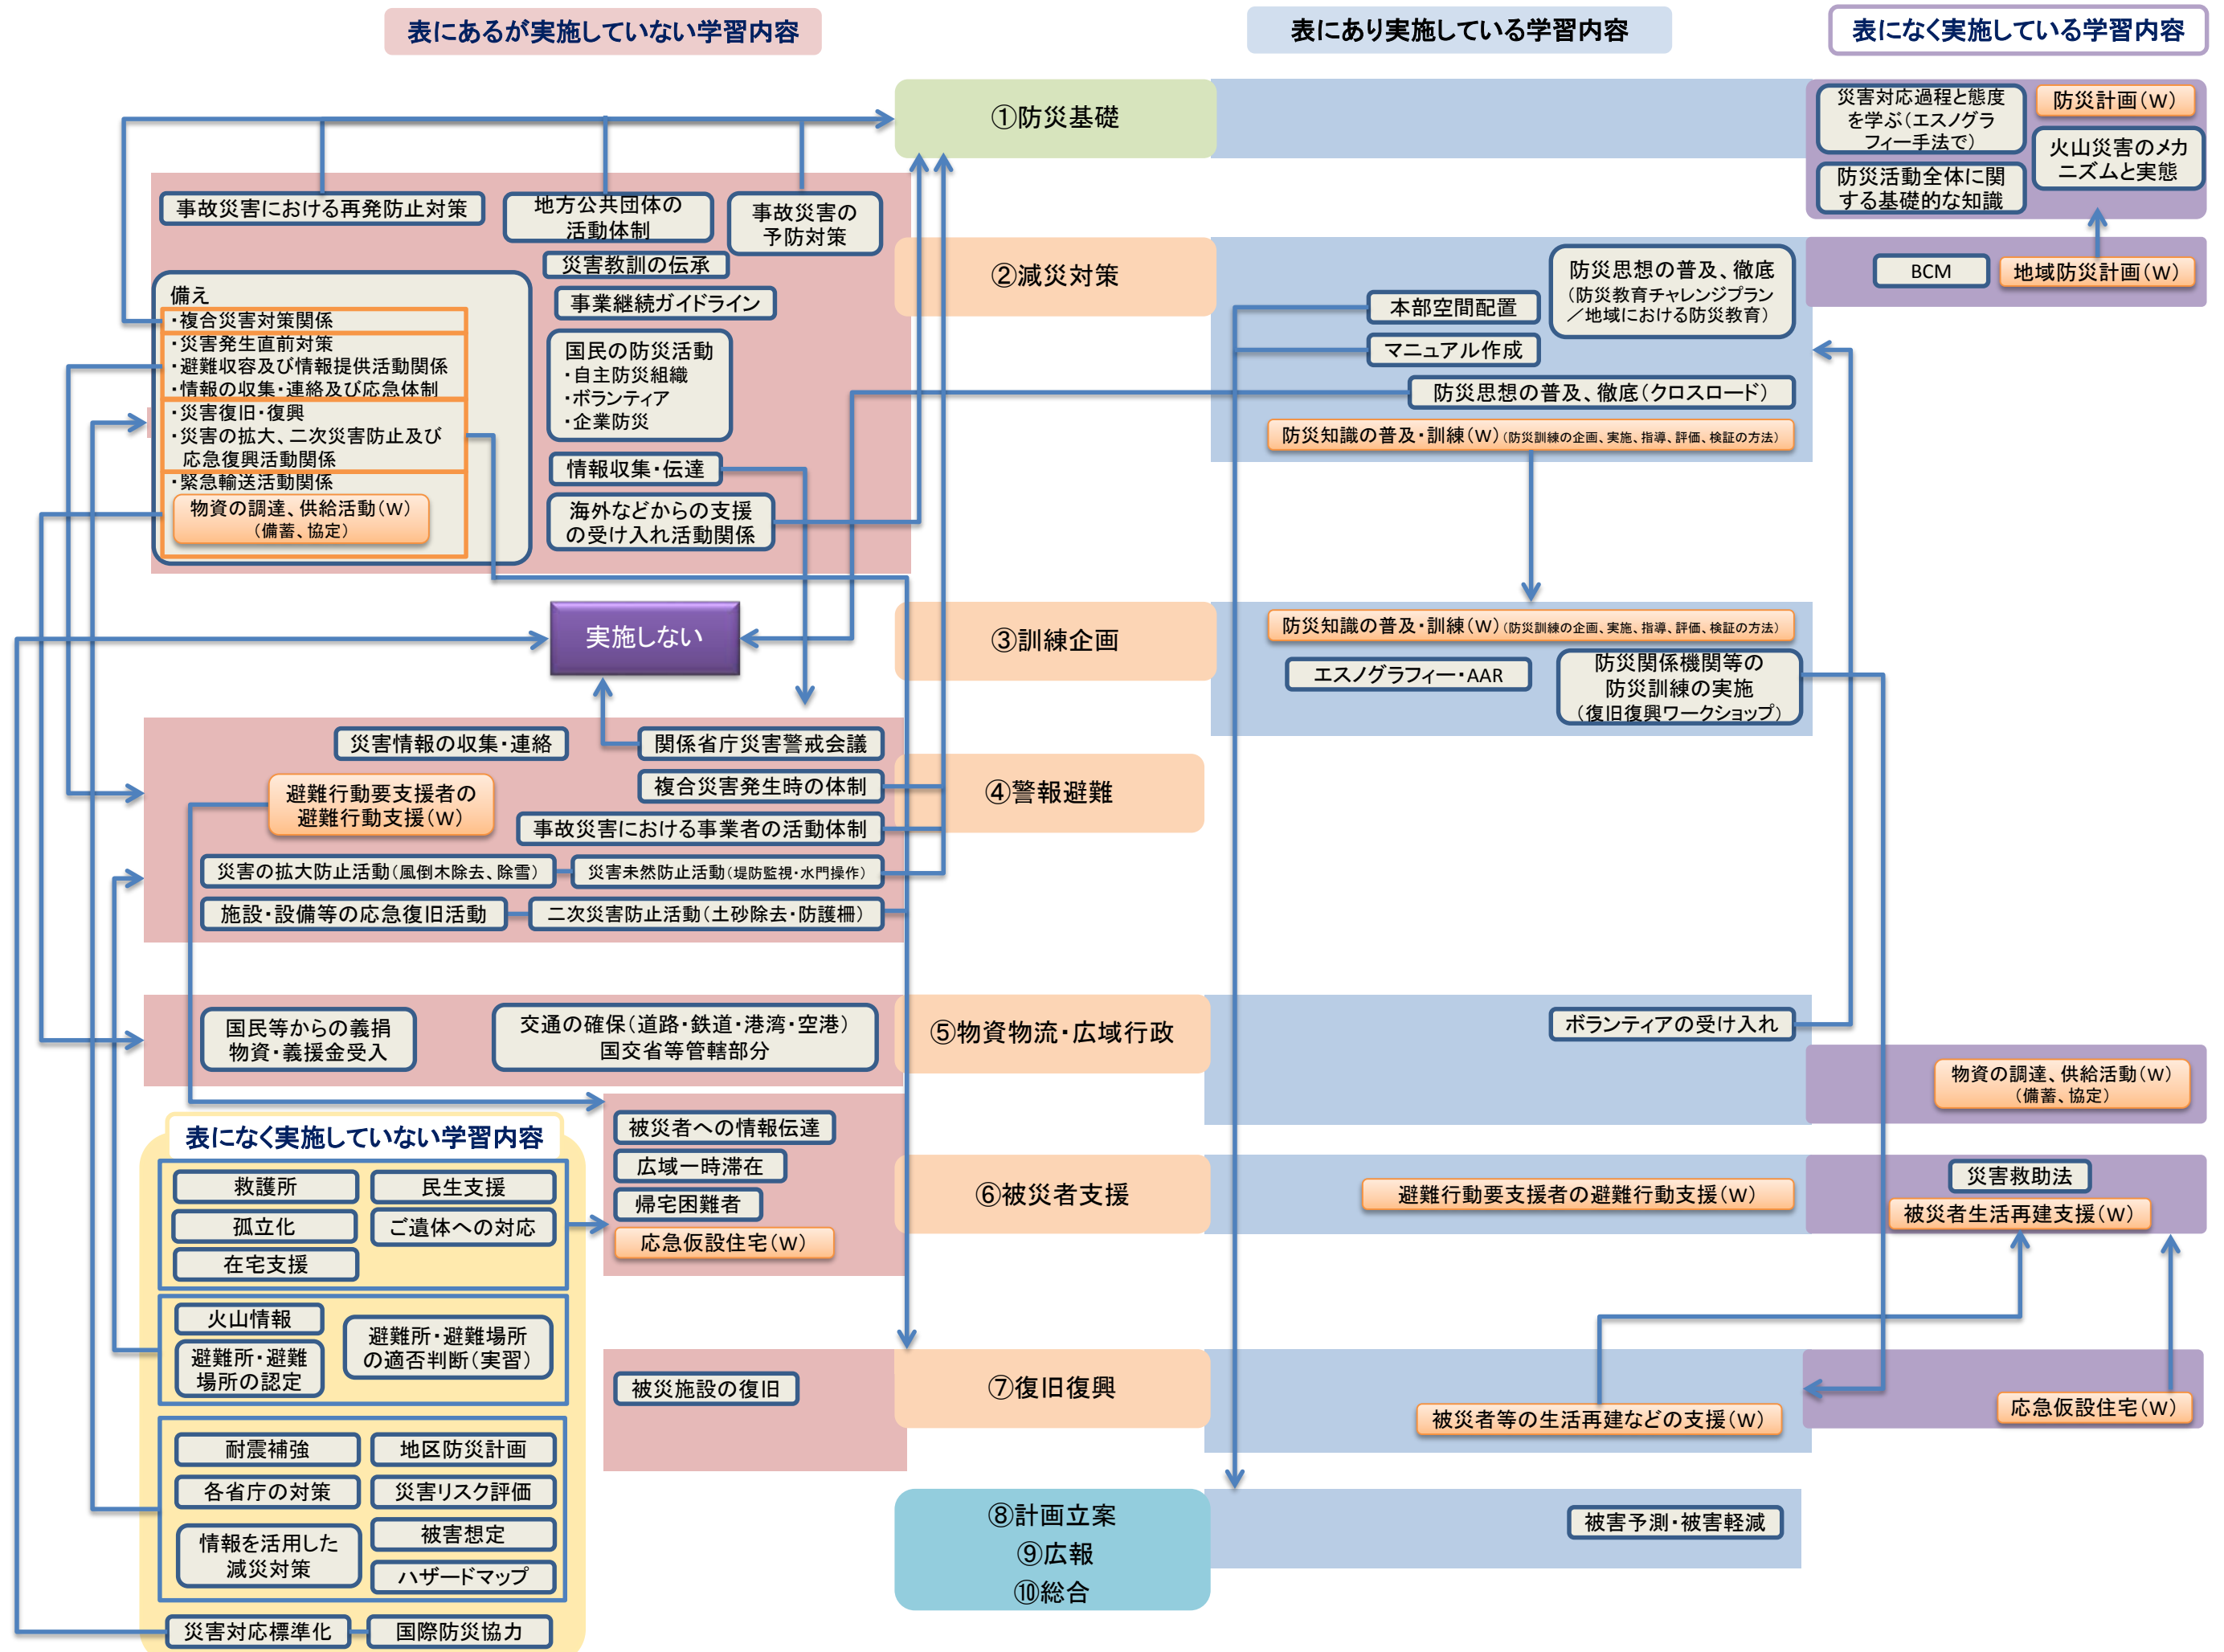 表にあるが実施していない学習内容
表にあり実施している学習内容
表になく実施している学習内容
①防災基礎
災害対応過程と態度
を学ぶ（エスノグラ
フィー手法で）
防災計画（W）
火山災害のメカ
ニズムと実態
防災活動全体に関
する基礎的な知識
事故災害における再発防止対策
地方公共団体の
活動体制
事故災害の
予防対策
災害教訓の伝承
事業継続ガイドライン
国民の防災活動
・自主防災組織
・ボランティア
・企業防災
情報収集・伝達
海外などからの支援
の受け入れ活動関係
備え
・複合災害対策関係
・災害発生直前対策
・避難収容及び情報提供活動関係
・情報の収集・連絡及び応急体制
・災害復旧・復興
・災害の拡大、二次災害防止及び
応急復興活動関係
・緊急輸送活動関係
物資の調達、供給活動（W）
（備蓄、協定）
②減災対策
本部空間配置
防災思想の普及、徹底
（防災教育チャレンジプラン
／地域における防災教育）
マニュアル作成
防災思想の普及、徹底（クロスロード）
防災知識の普及・訓練（W）（防災訓練の企画、実施、指導、評価、検証の方法）
BCM
地域防災計画（W）
実施しない
③訓練企画
防災知識の普及・訓練（W）（防災訓練の企画、実施、指導、評価、検証の方法）
エスノグラフィー・AAR
防災関係機関等の
防災訓練の実施
（復旧復興ワークショップ）
災害情報の収集・連絡
関係省庁災害警戒会議
避難行動要支援者の
避難行動支援（W）
複合災害発生時の体制
事故災害における事業者の活動体制
災害の拡大防止活動（風倒木除去、除雪）
災害未然防止活動（堤防監視・水門操作）
施設・設備等の応急復旧活動
二次災害防止活動（土砂除去・防護柵）
④警報避難
国民等からの義捐
物資・義援金受入
交通の確保（道路・鉄道・港湾・空港）
国交省等管轄部分
⑤物資物流・広域行政
ボランティアの受け入れ
物資の調達、供給活動（W）
（備蓄、協定）
表になく実施していない学習内容
救護所
民生支援
孤立化
ご遺体への対応
在宅支援
火山情報
避難所・避難
場所の認定
避難所・避難場所
の適否判断（実習）
耐震補強
地区防災計画
各省庁の対策
災害リスク評価
情報を活用した
減災対策
被害想定
ハザードマップ
災害対応標準化
国際防災協力
被災者への情報伝達
広域一時滞在
帰宅困難者
応急仮設住宅（W）
⑥被災者支援
避難行動要支援者の避難行動支援（W）
災害救助法
被災者生活再建支援（W）
被災施設の復旧
⑦復旧復興
被災者等の生活再建などの支援（W）
応急仮設住宅（W）
⑧計画立案
⑨広報
⑩総合
被害予測・被害軽減